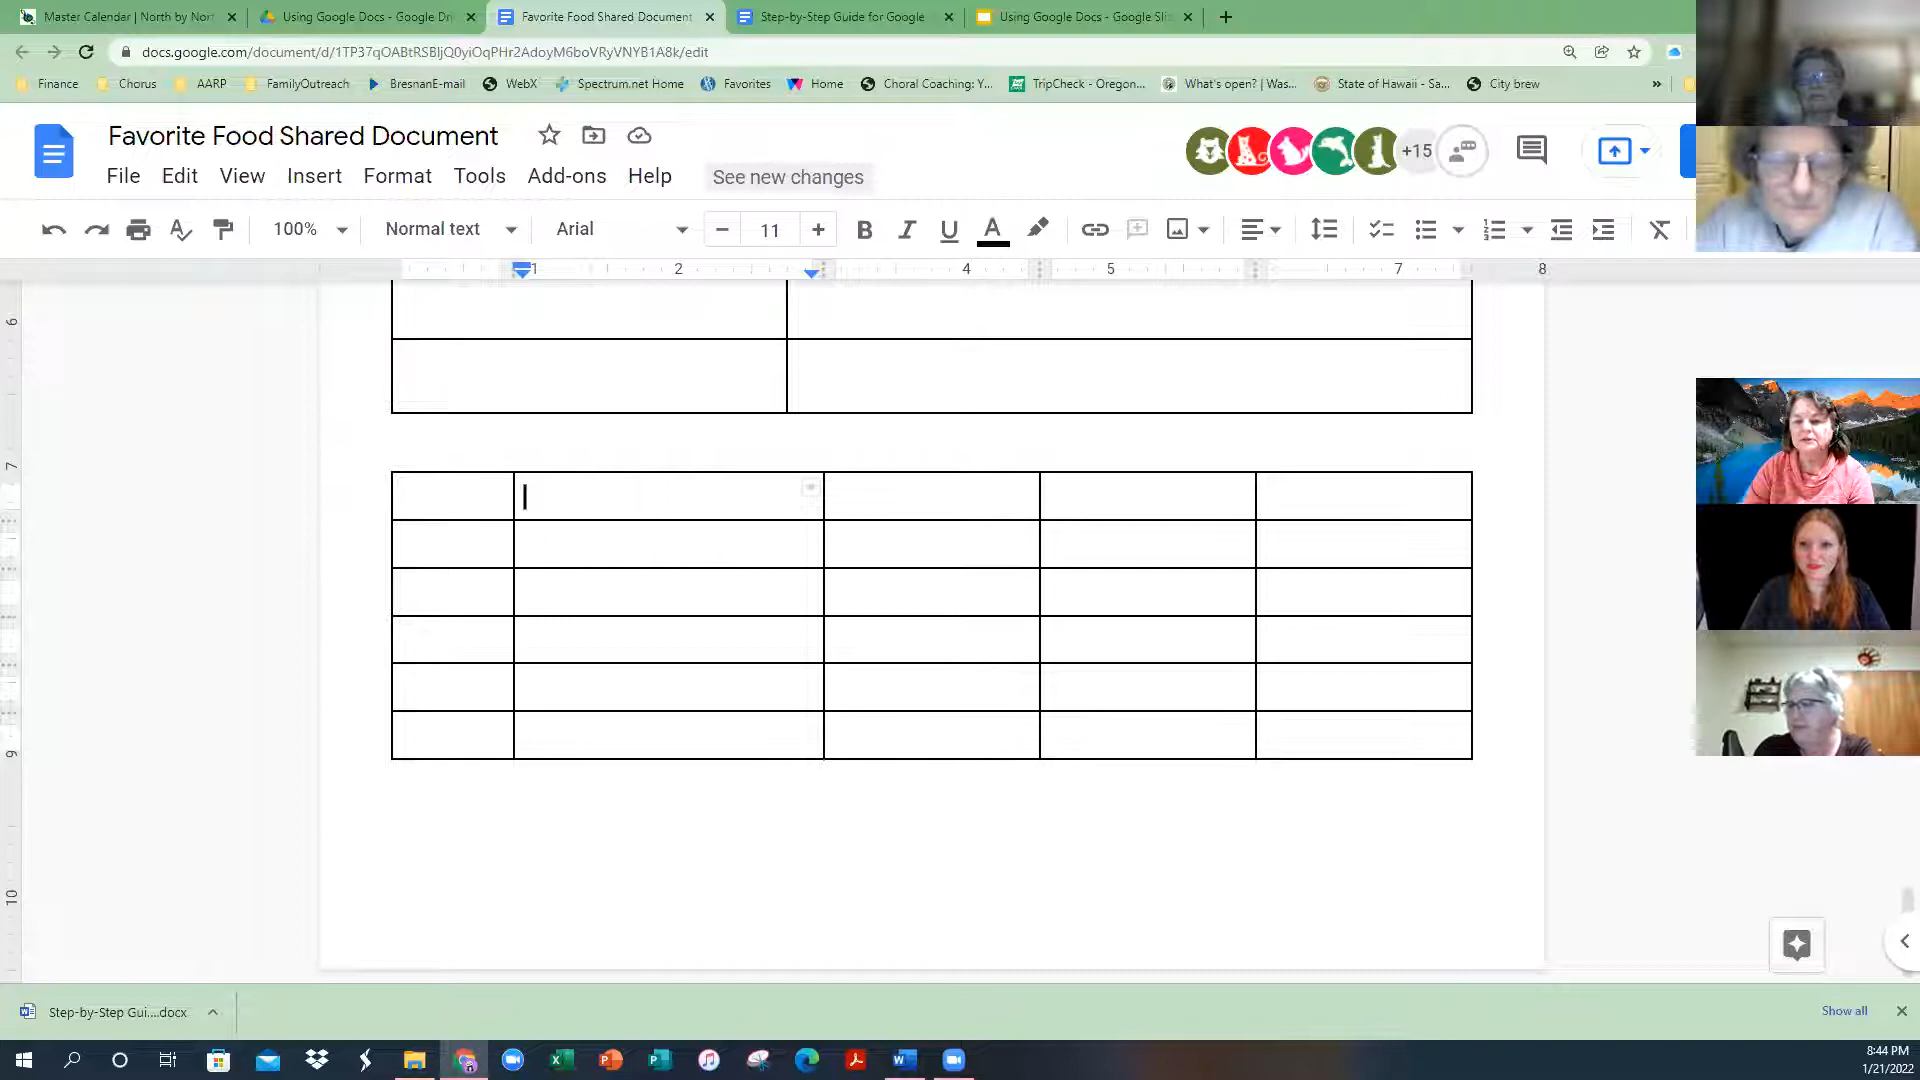 Master Calendar | North by Nor
Using Google Docs - Google Dri
Favorite Food Shared Document
Step-by-Step Guide for Google
Using Google Docs - Google Sli
docs.google.com/document/d/1TP37qOABtRSBIjQ0yiOqPHr2AdoyM6boVRyVNYB1A8k/edit
Finance
Chorus
AARP
FamilyOutreach
BresnanE-mail
WebX
Spectrum.net Home
Favorites
Home
Choral Coaching: Y...
TripCheck - Oregon...
What's open? | Was...
State of Hawaii - Sa...
City brew
»
Favorite Food Shared Document
+15
File Edit View Insert Format Tools Add-ons Help
See new changes
100% Normal text Arial 11
1 2 4 5 7 8
6
7
9
10
Step-by-Step Gui....docx
Show all
8:44 PM
1/21/2022